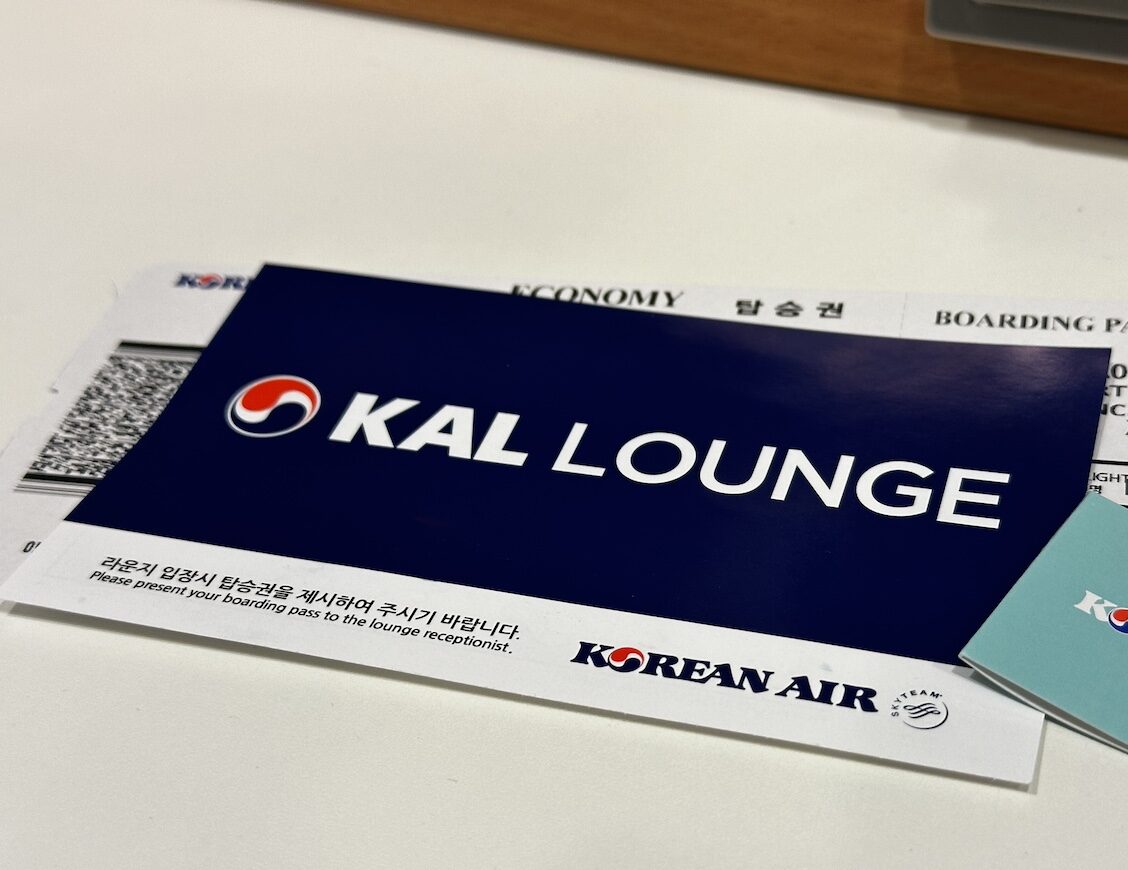 ECONOMY 탑승권 BOARDING
KAL LOUNGE
라운지 입장시 탑승권을 제시하여 주시기 바랍니다.
Please present your boarding pass to the lounge receptionist.
KOREAN AIR
SKYTEAM